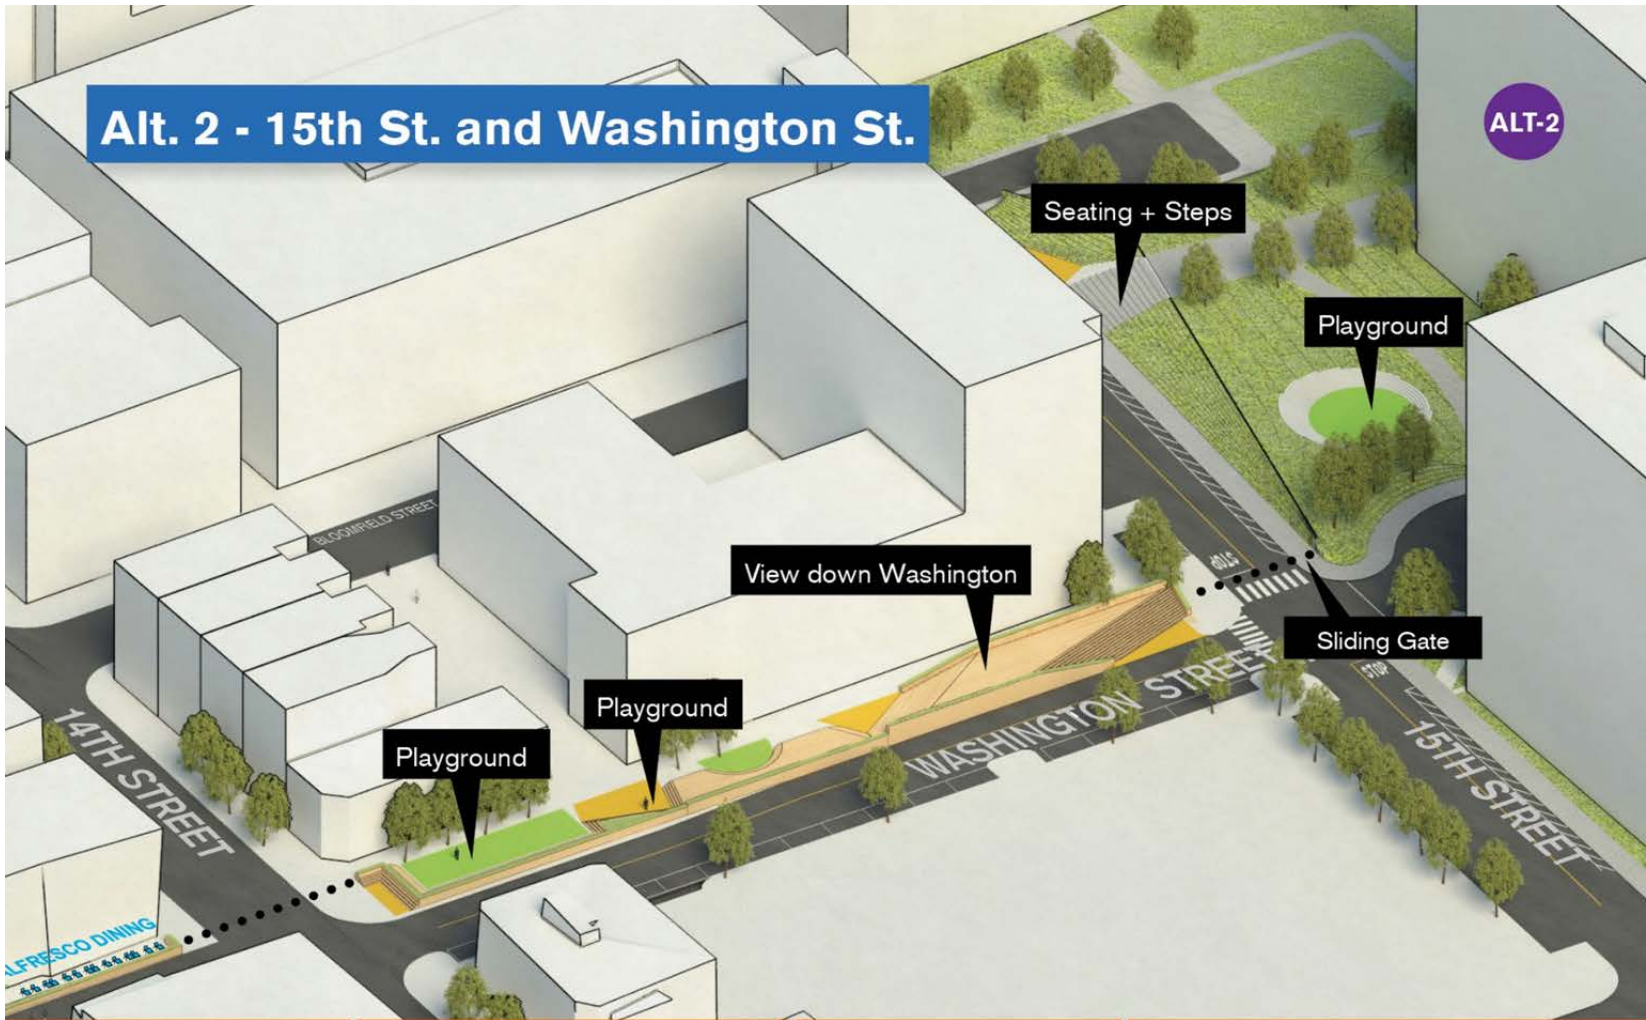 Alt. 2 - 15th St. and Washington St.
ALT-2
Seating + Steps
Playground
BLOOMFIELD STREET
View down Washington
STOP
Sliding Gate
STOP
Playground
WASHINGTON STREET
Playground
14TH STREET
15TH STREET
ALFRESCO DINING